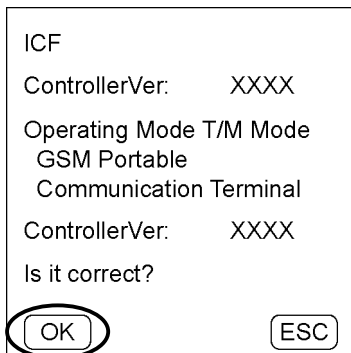 ICF
ControllerVer: XXXX
Operating Mode T/M Mode
GSM Portable
Communication Terminal
ControllerVer: XXXX
Is it correct?
OK ESC